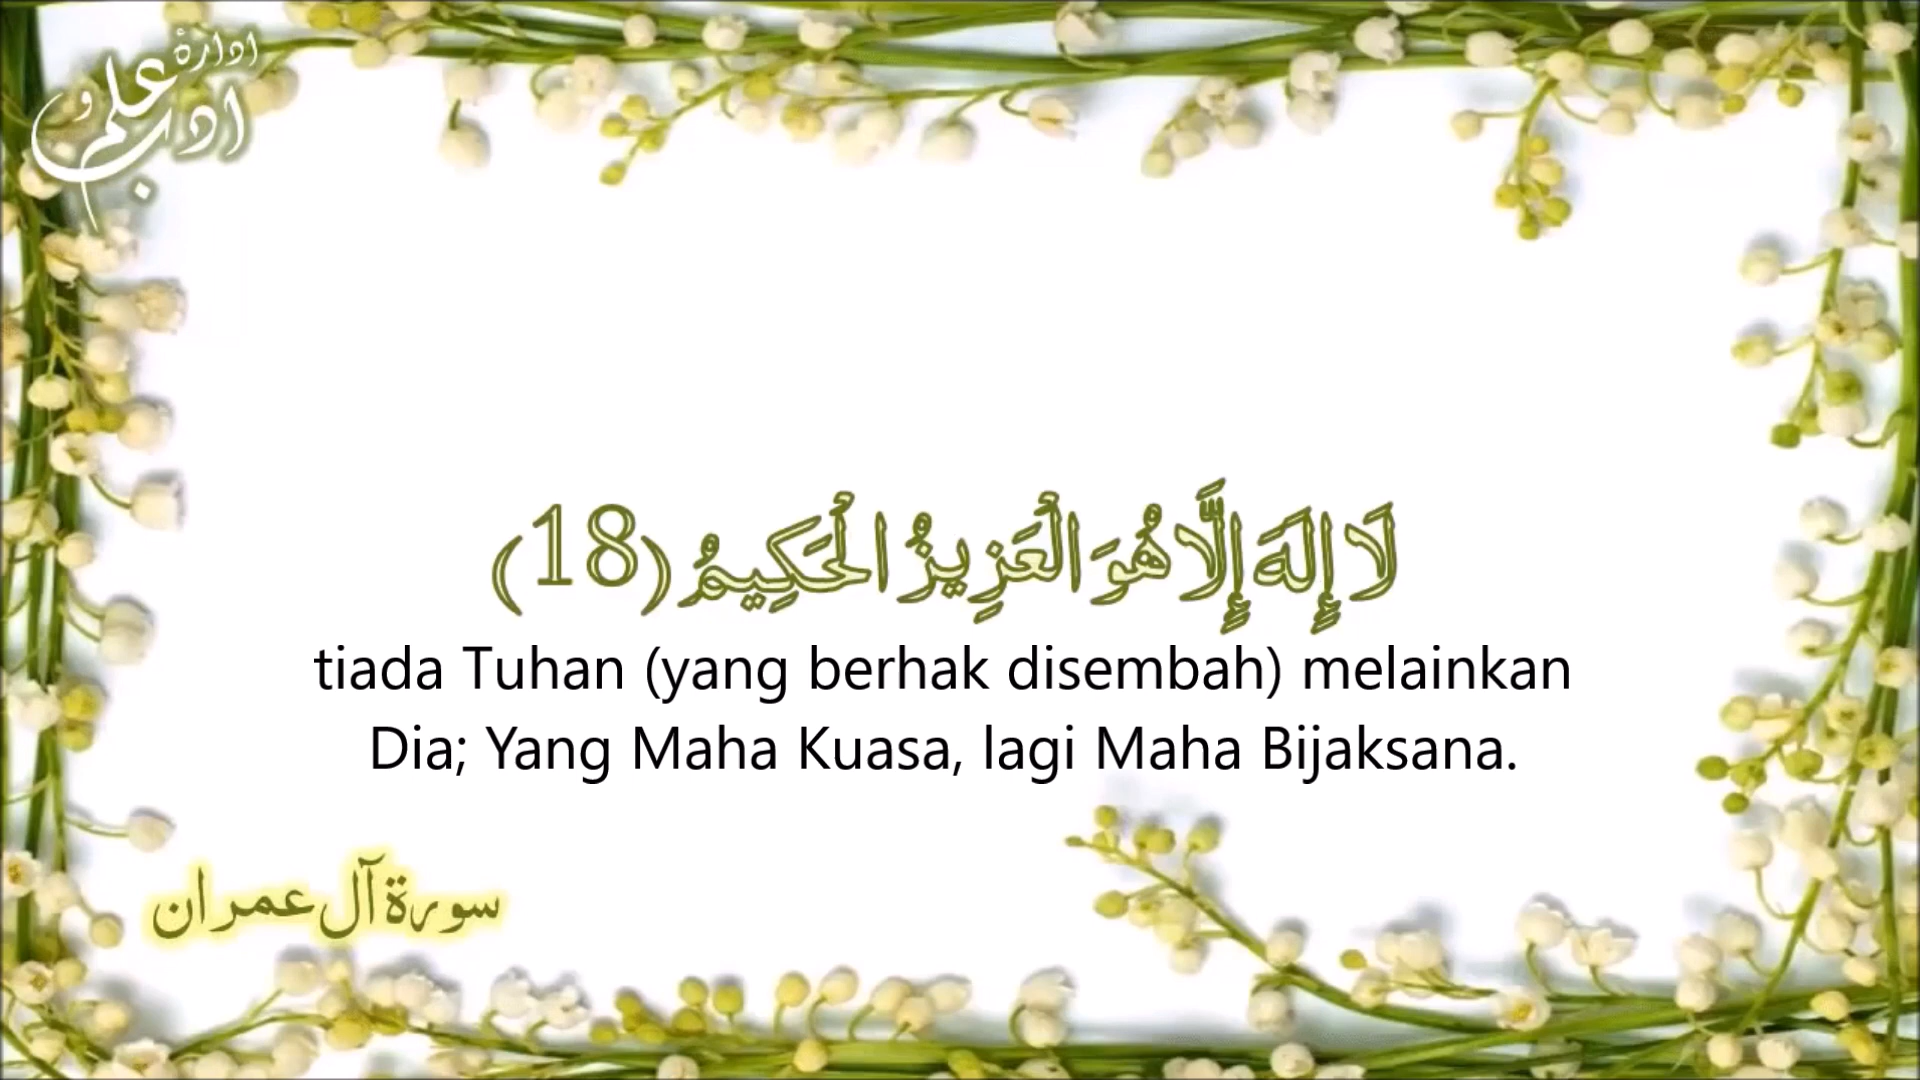 ادارۂ
علم و ادب
لَا إِلَهَ إِلَّا هُوَ الْعَزِيزُ الْحَكِيمُ (18)
tiada Tuhan (yang berhak disembah) melainkan
Dia; Yang Maha Kuasa, lagi Maha Bijaksana.
سورة آل عمران